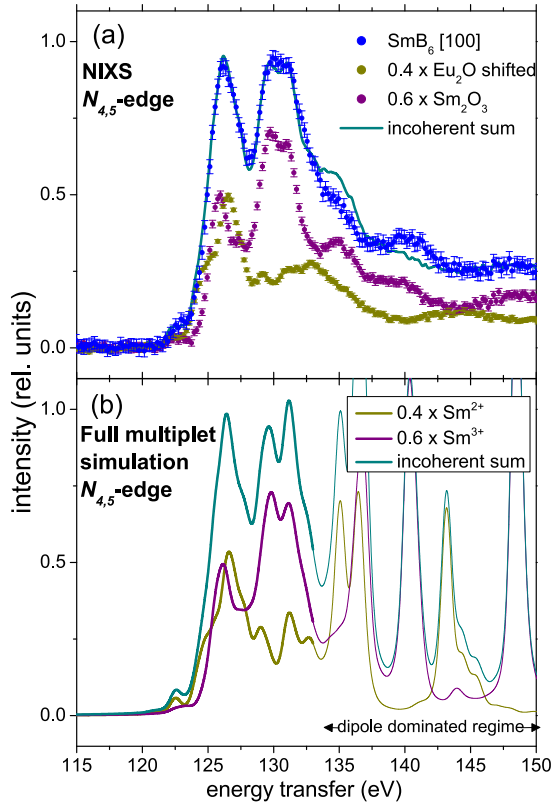 (a)
NIXS
N4,5-edge
SmB6 [100]
0.4 x Eu2O shifted
0.6 x Sm2O3
incoherent sum
1.0
0.5
0.0
intensity (rel. units)
(b)
Full multiplet
simulation
N4,5-edge
0.4 x Sm2+
0.6 x Sm3+
incoherent sum
1.0
0.5
0.0
dipole dominated regime
115 120 125 130 135 140 145 150
energy transfer (eV)